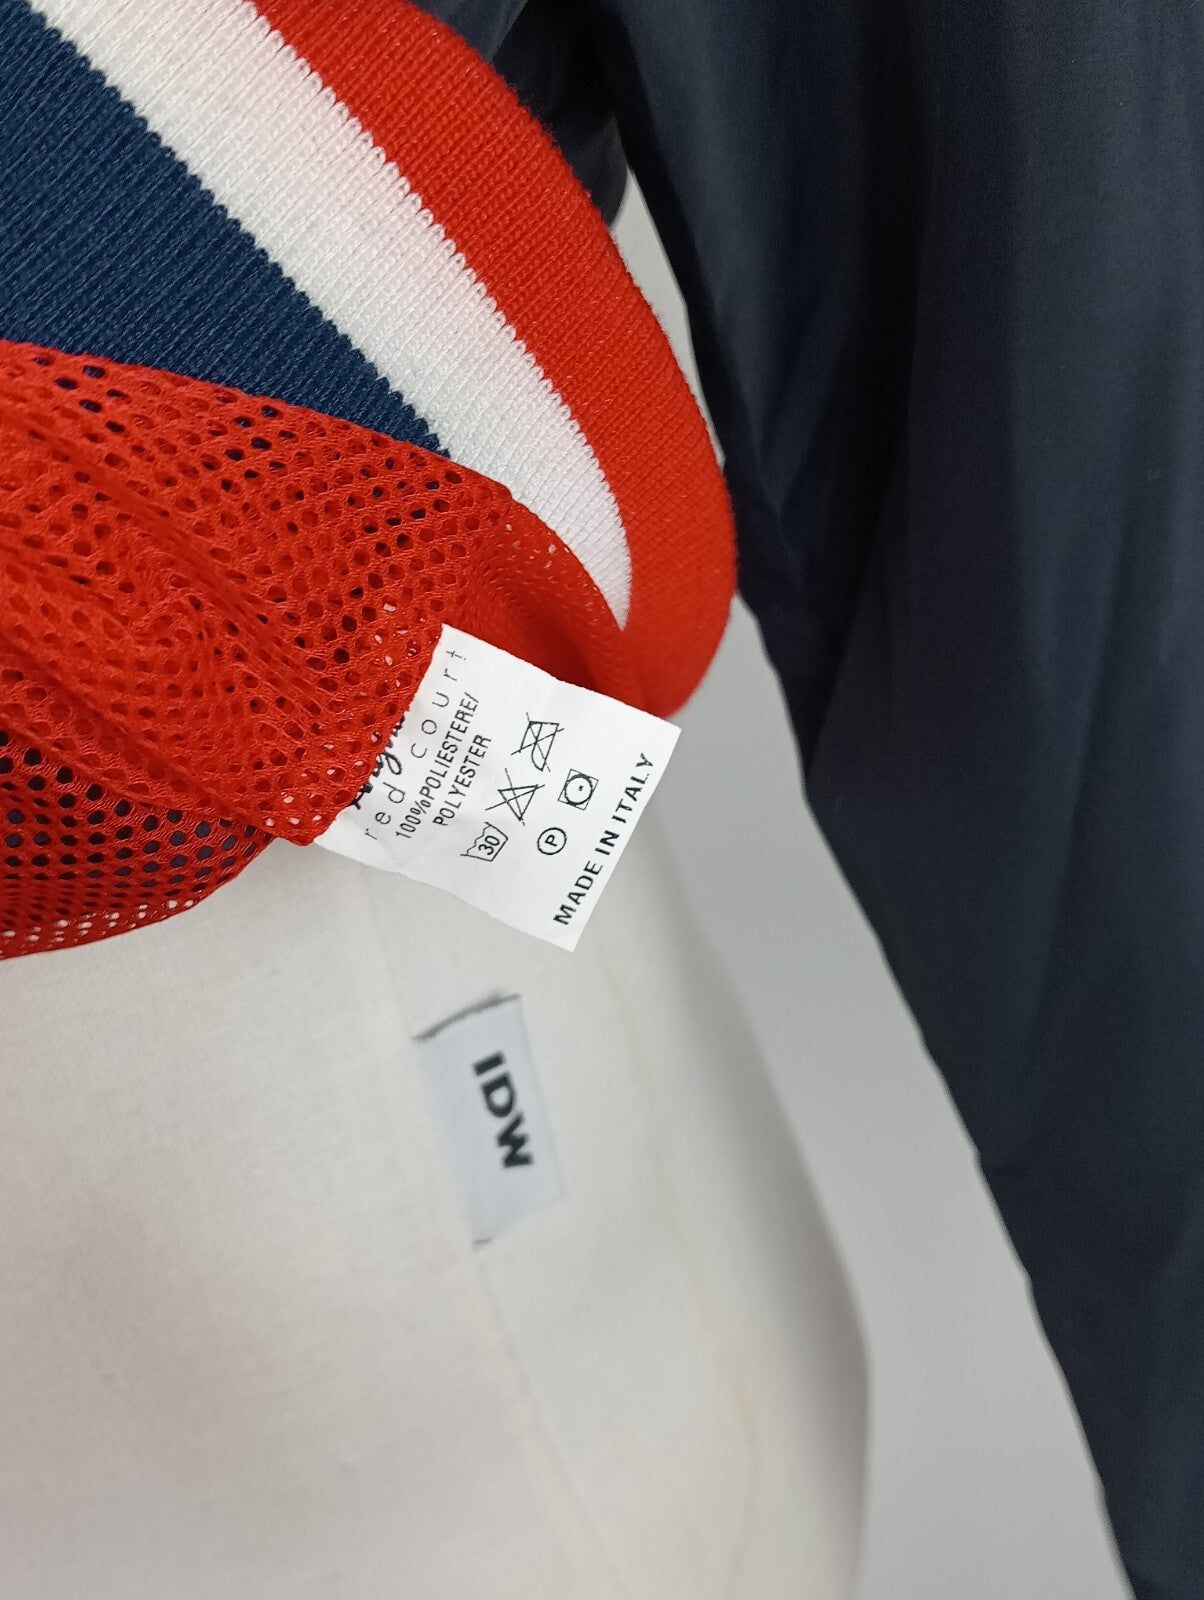 red court
100%POLIESTERE/
POLYESTER
30
P
MADE IN ITALY
IDW